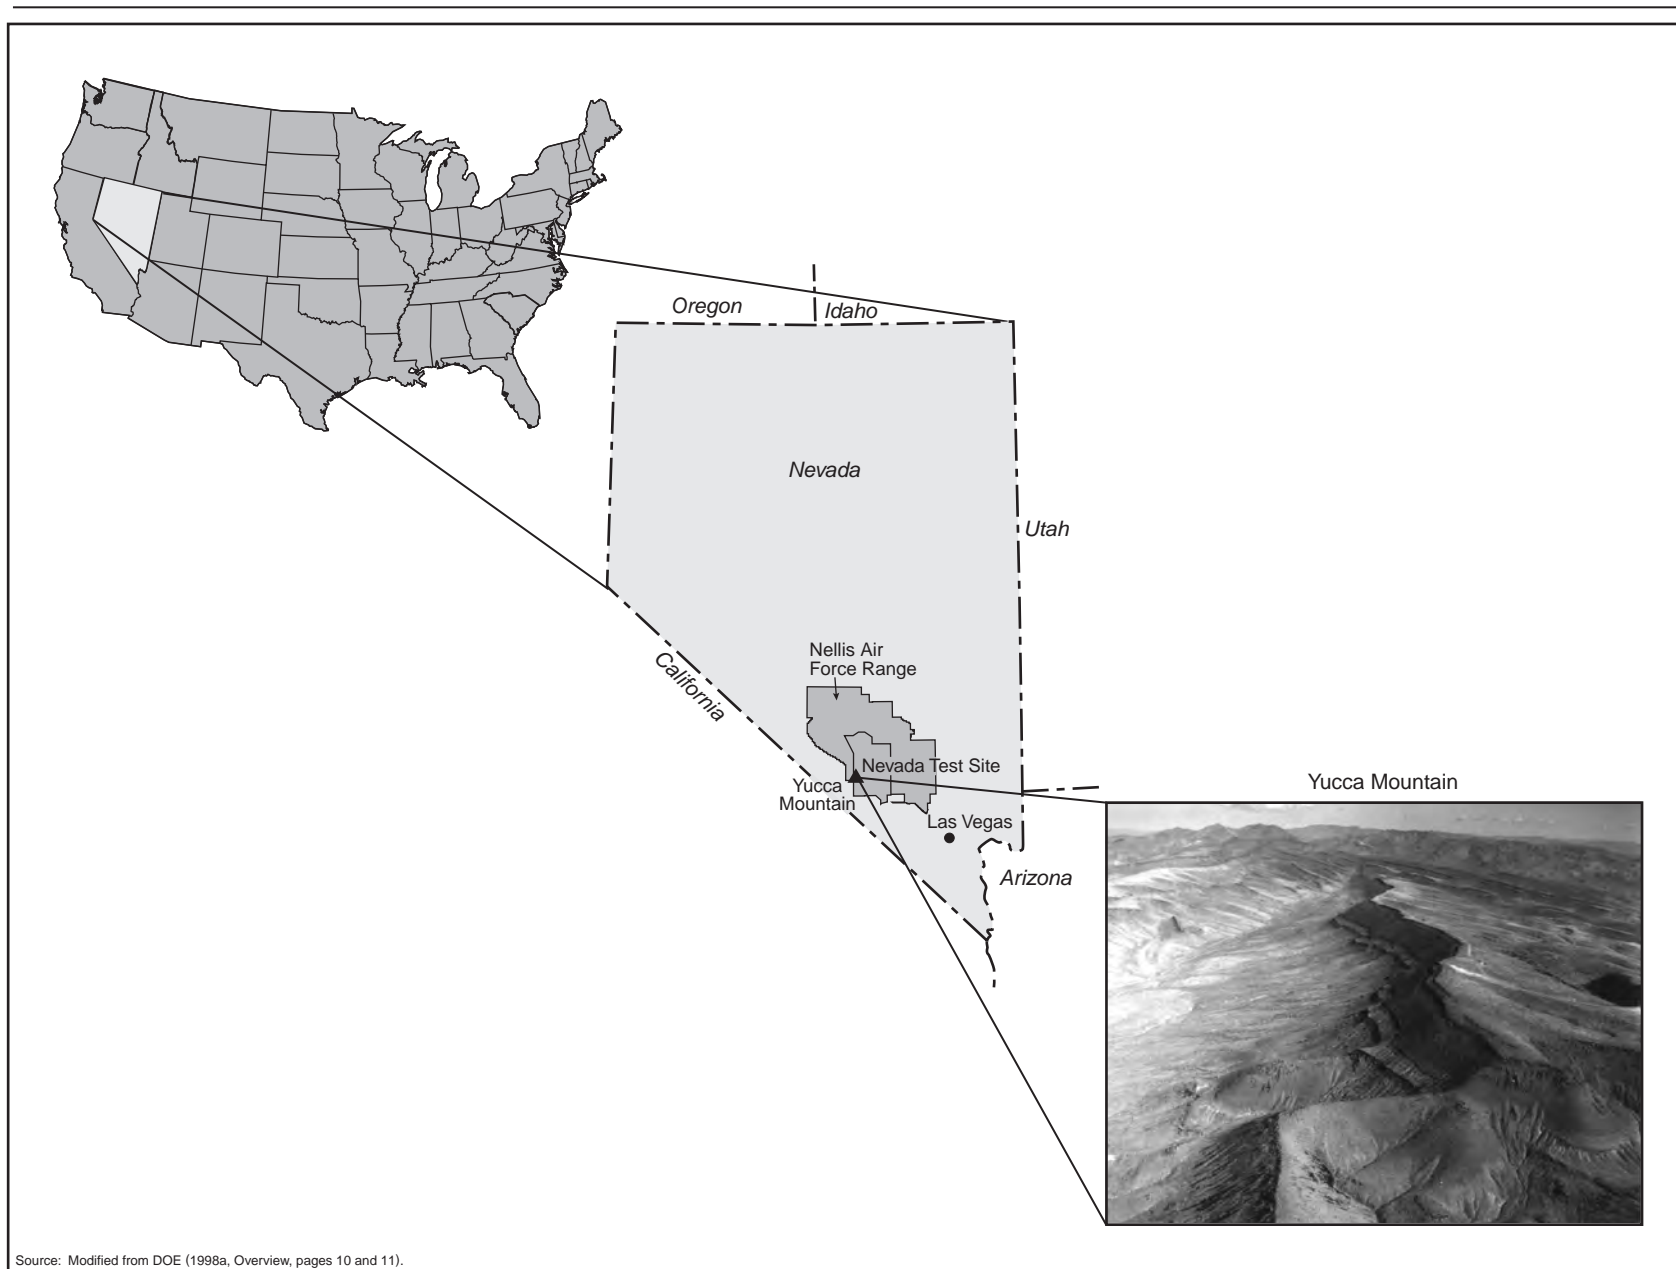 Oregon
Idaho
Nevada
Utah
Nellis Air
Force Range
California
Nevada Test Site
Yucca
Mountain
Yucca Mountain
Las Vegas
Arizona
Source: Modified from DOE (1998a, Overview, pages 10 and 11).